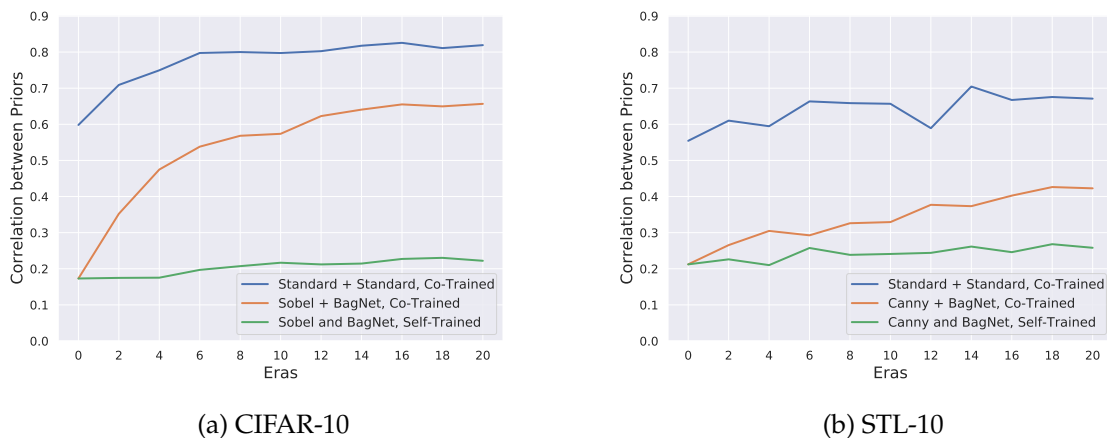 Correlation between Priors
0.9
0.8
0.7
0.6
0.5
0.4
0.3
0.2
0.1
0.0
Standard + Standard, Co-Trained
Sobel + BagNet, Co-Trained
Sobel and BagNet, Self-Trained
0 2 4 6 8 10 12 14 16 18 20
Eras
(a) CIFAR-10
Correlation between Priors
0.9
0.8
0.7
0.6
0.5
0.4
0.3
0.2
0.1
0.0
Standard + Standard, Co-Trained
Canny + BagNet, Co-Trained
Canny and BagNet, Self-Trained
0 2 4 6 8 10 12 14 16 18 20
Eras
(b) STL-10